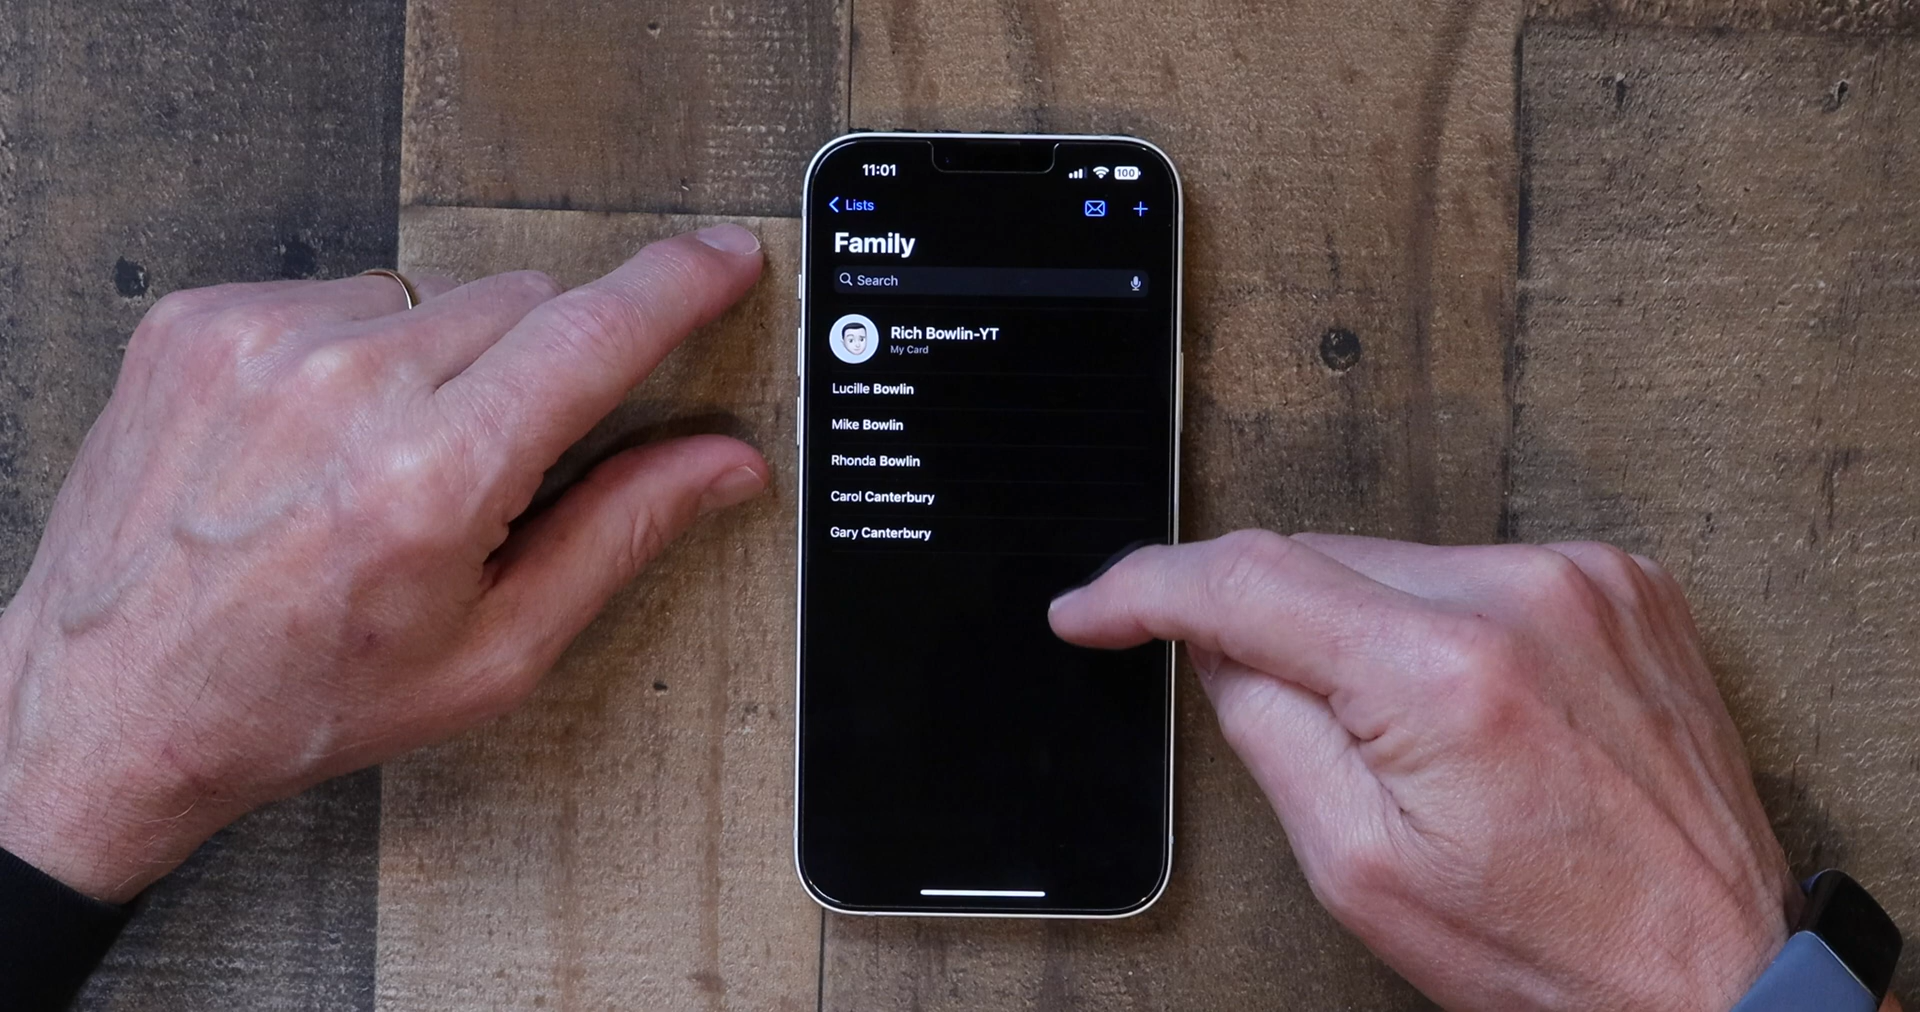 11:01
100
Lists
Family
Search
Rich Bowlin-YT
My Card
Lucille Bowlin
Mike Bowlin
Rhonda Bowlin
Carol Canterbury
Gary Canterbury